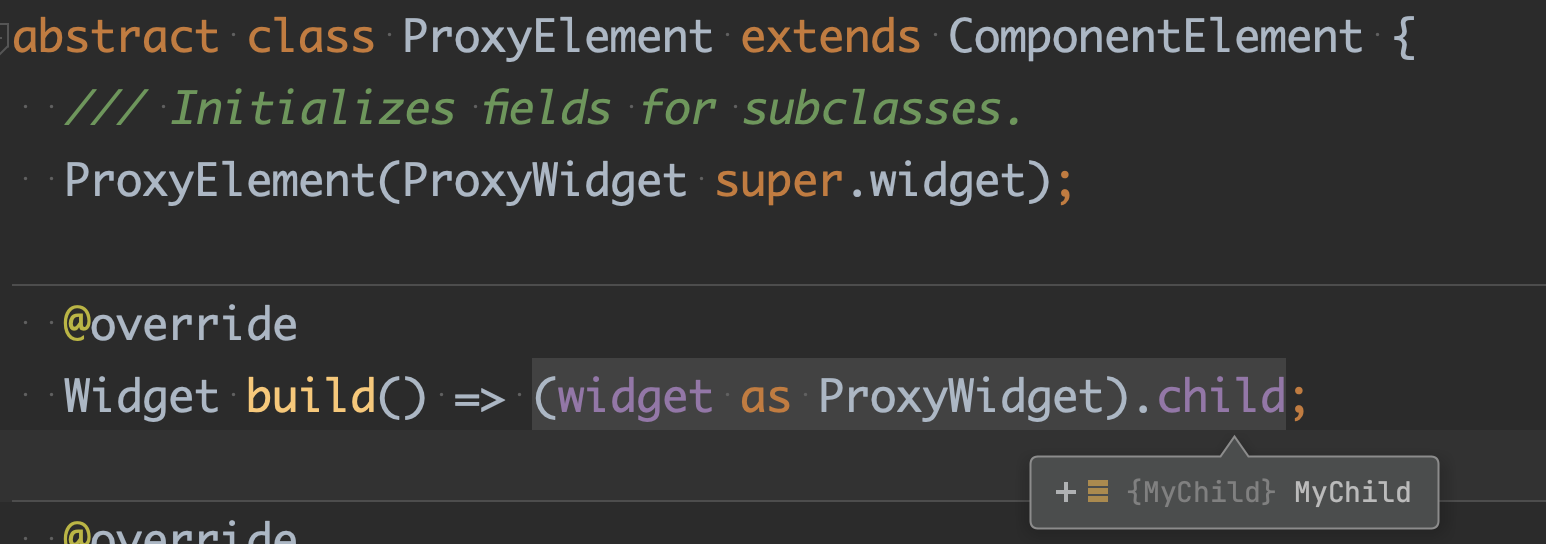 abstract class ProxyElement extends ComponentElement {
/// Initializes fields for subclasses.
ProxyElement(ProxyWidget super.widget);
@override
Widget build() => (widget as ProxyWidget).child;
+ {MyChild} MyChild
@override